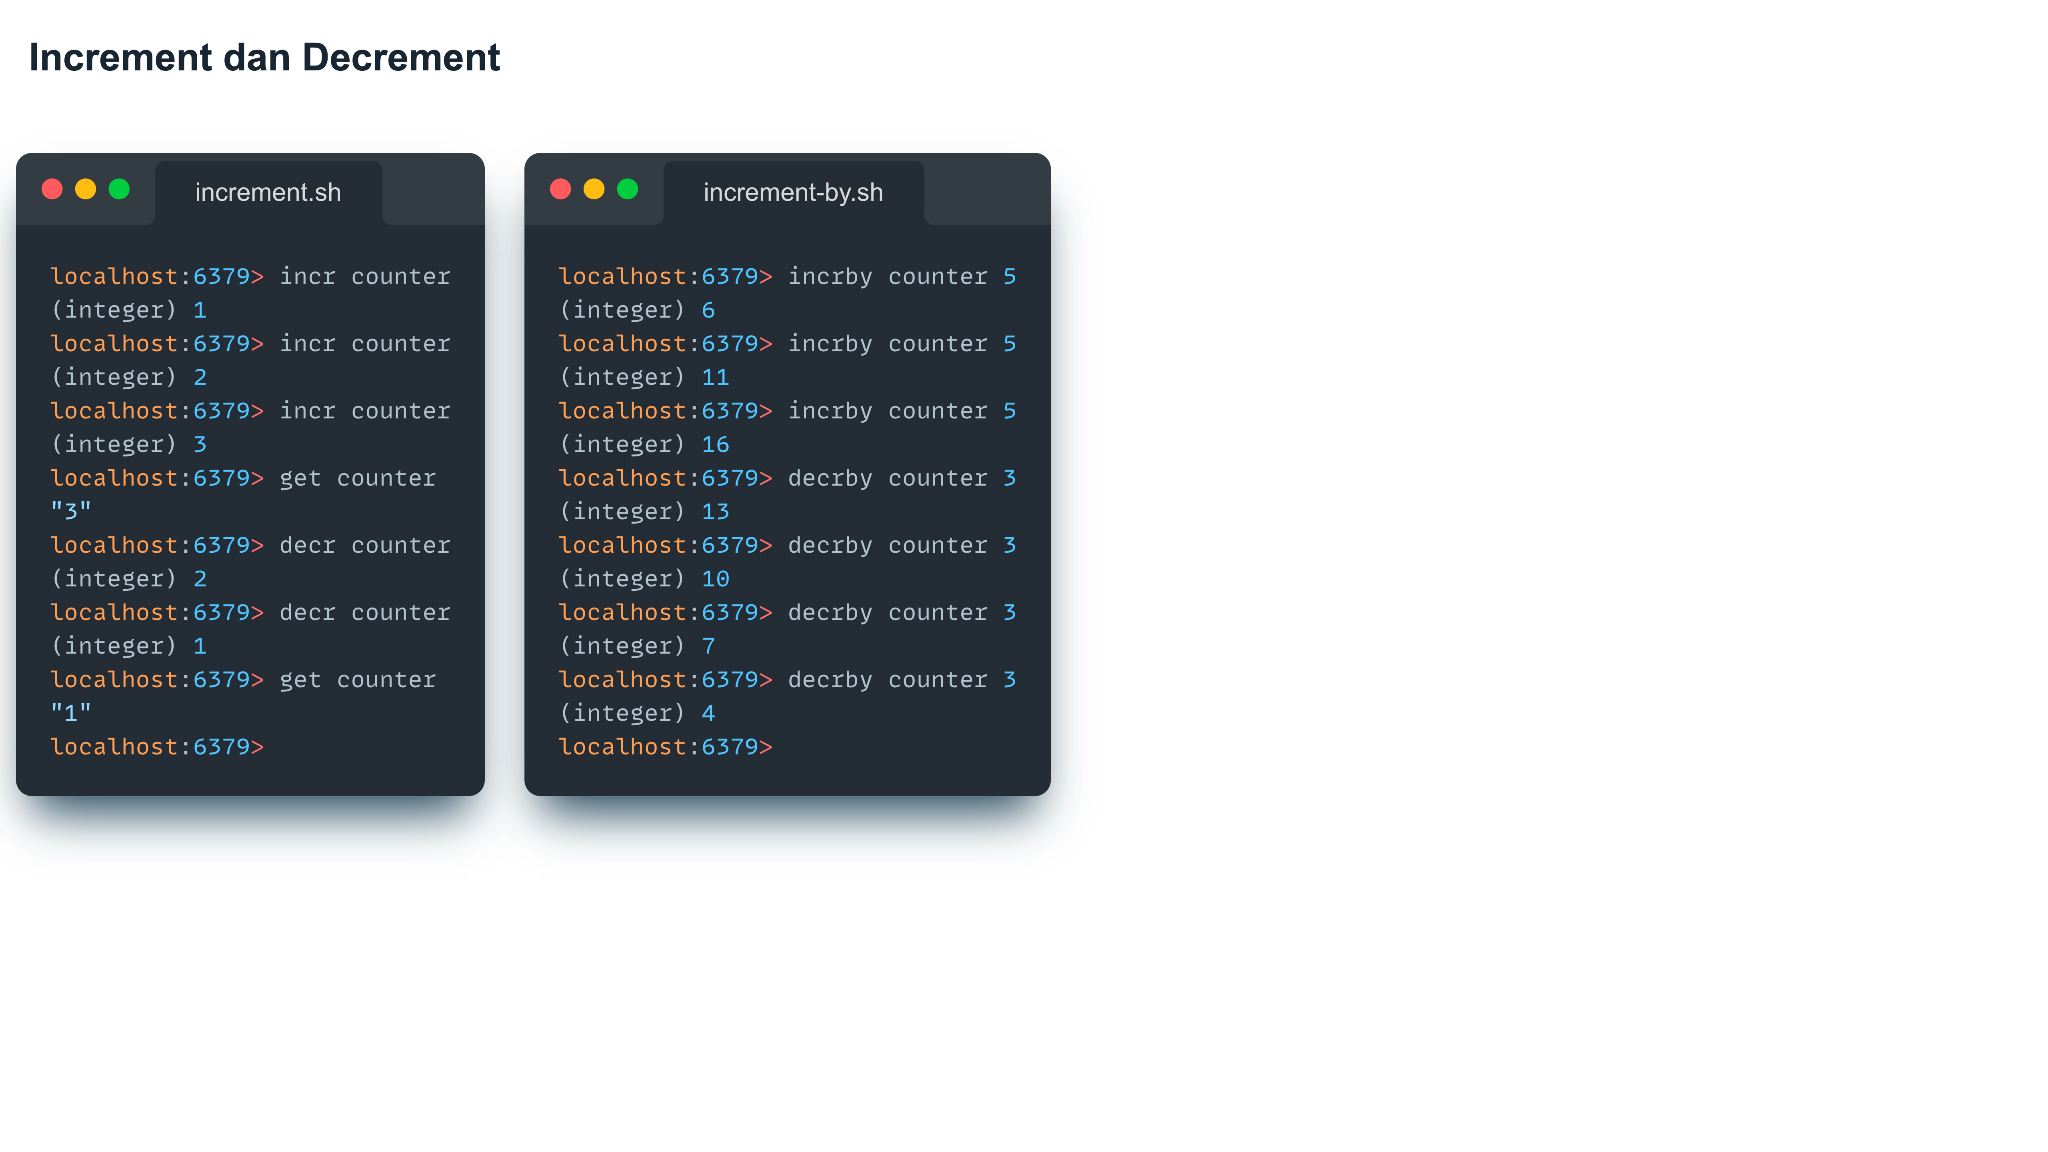 Increment dan Decrement
increment.sh
localhost:6379> incr counter
(integer) 1
localhost:6379> incr counter
(integer) 2
localhost:6379> incr counter
(integer) 3
localhost:6379> get counter
"3"
localhost:6379> decr counter
(integer) 2
localhost:6379> decr counter
(integer) 1
localhost:6379> get counter
"1"
localhost:6379>
increment-by.sh
localhost:6379> incrby counter 5
(integer) 6
localhost:6379> incrby counter 5
(integer) 11
localhost:6379> incrby counter 5
(integer) 16
localhost:6379> decrby counter 3
(integer) 13
localhost:6379> decrby counter 3
(integer) 10
localhost:6379> decrby counter 3
(integer) 7
localhost:6379> decrby counter 3
(integer) 4
localhost:6379>